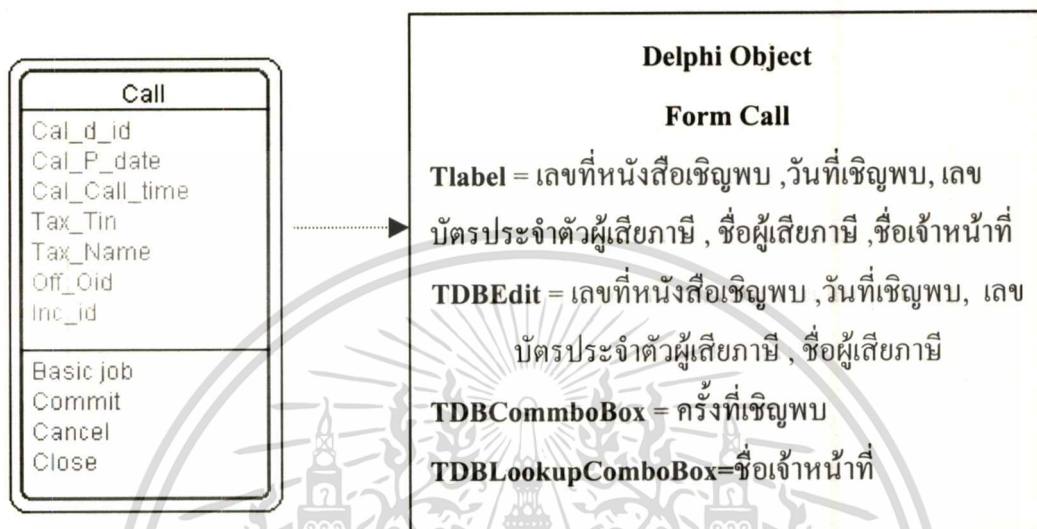 Call
Cal_d_id
Cal_P_date
Cal_Call_time
Tax_Tin
Tax_Name
Off_Oid
Inc_id
Basic job
Commit
Cancel
Close
Delphi Object
Form Call
Tlabel = เลขที่หนังสือเชิญพบ ,วันที่เชิญพบ, เลข
บัตรประจำตัวผู้เสียภาษี , ชื่อผู้เสียภาษี ,ชื่อเจ้าหน้าที่
TDBEdit = เลขที่หนังสือเชิญพบ ,วันที่เชิญพบ, เลข
บัตรประจำตัวผู้เสียภาษี , ชื่อผู้เสียภาษี
TDBCommboBox = ครั้งที่เชิญพบ
TDBLookupComboBox=ชื่อเจ้าหน้าที่